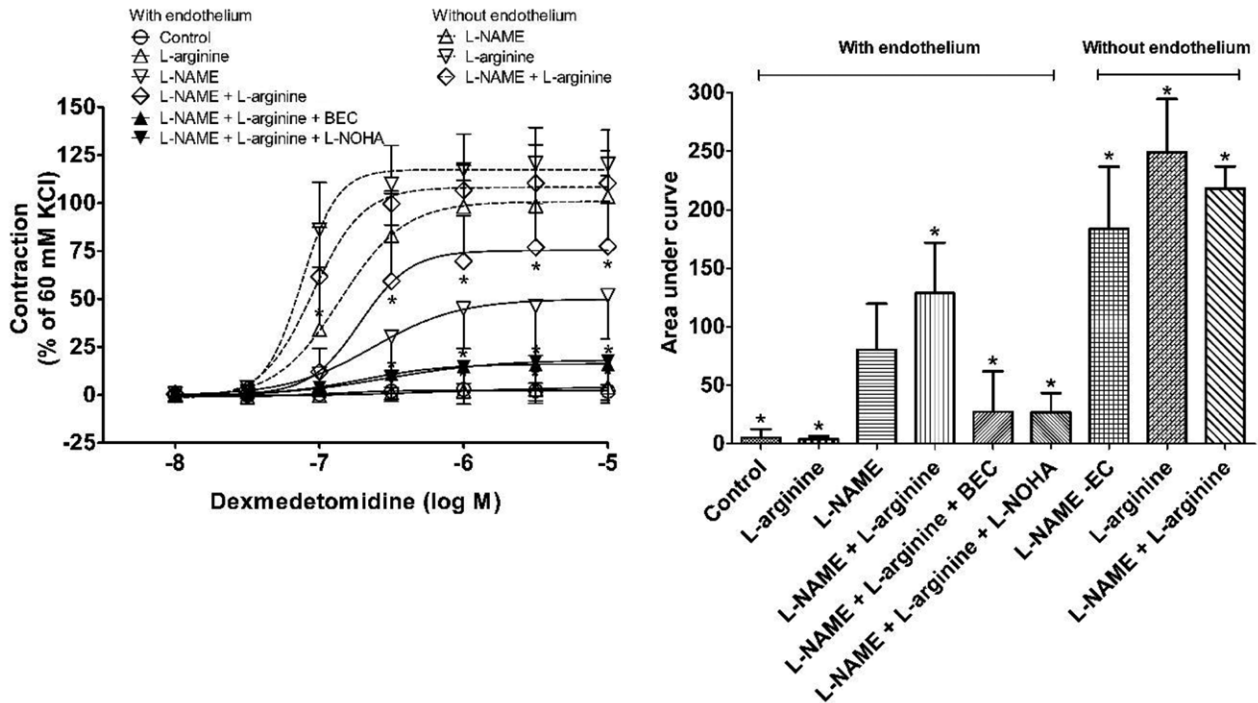 With endothelium
Control
L-arginine
L-NAME
L-NAME + L-arginine
L-NAME + L-arginine + BEC
L-NAME + L-arginine + L-NOHA
Without endothelium
L-NAME
L-arginine
L-NAME + L-arginine
Contraction
(% of 60 mM KCl)
150
125
100
75
50
25
0
-25
* * * * *
* * * *
-8 -7 -6 -5
Dexmedetomidine (log M)
With endothelium
Without endothelium
Area under curve
300
250
200
150
100
50
0
* * * * * * * *
Control
L-arginine
L-NAME
L-NAME + L-arginine
L-NAME + L-arginine + BEC
L-NAME + L-arginine + L-NOHA
L-NAME -EC
L-arginine
L-NAME + L-arginine